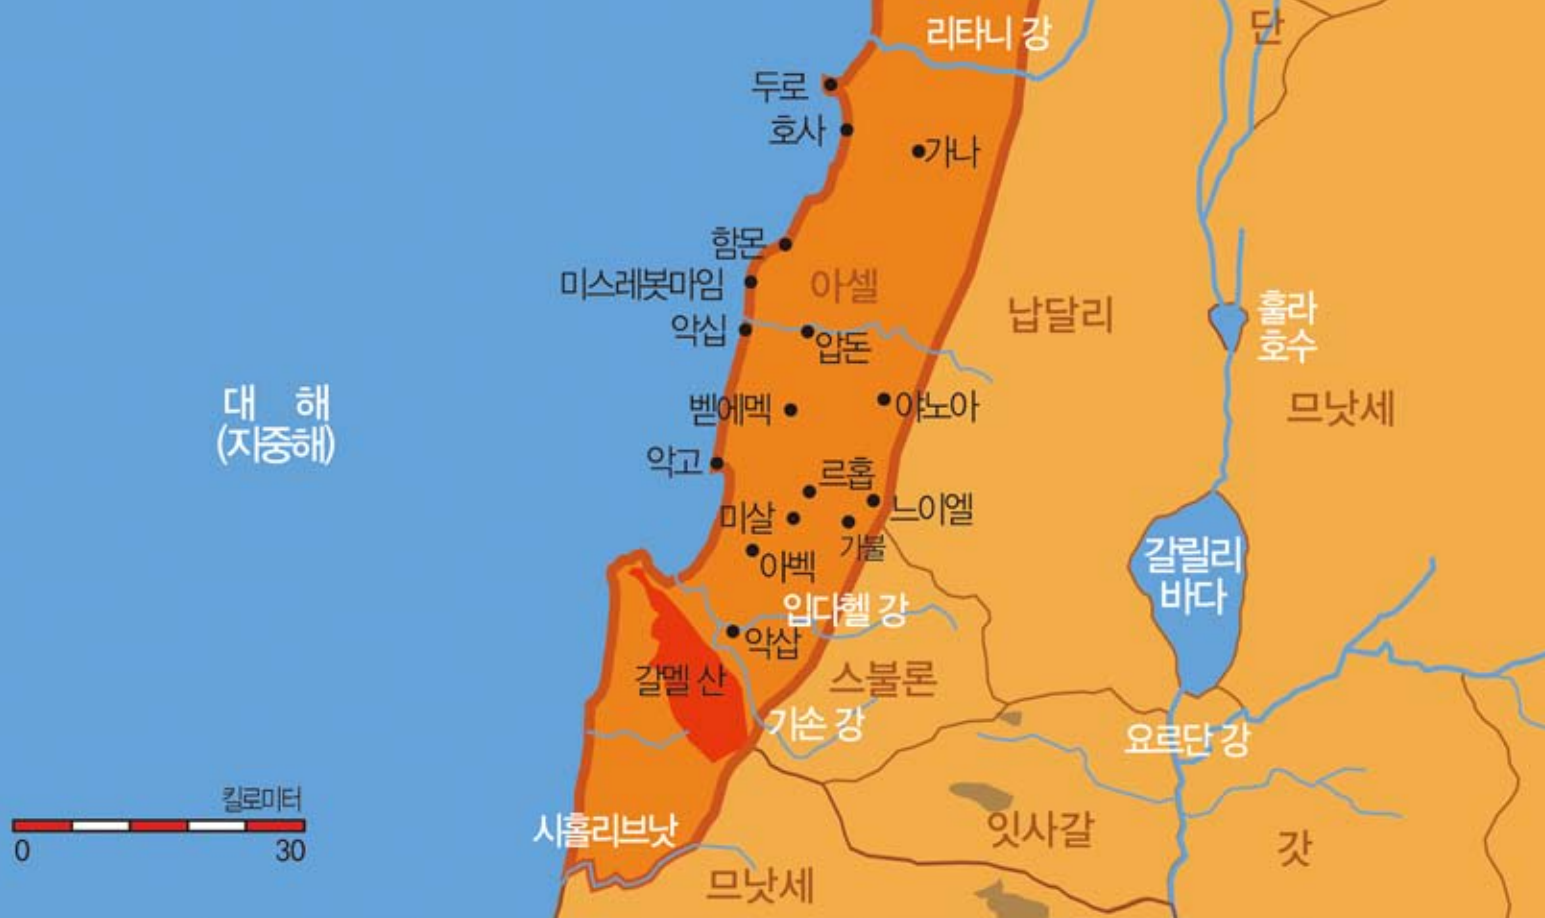 리타니 강
단
두로
호사
가나
함몬
미스레봇마임
아셀
납달리
훌라
호수
악십
압돈
대 해
(지중해)
벧에멕
야노아
므낫세
악고
르홉
미살
느이엘
가불
아벡
갈릴리
바다
입다헬 강
악삽
갈멜 산
스불론
기손 강
요르단 강
킬로미터
0 30
시홀리브낫
잇사갈
갓
므낫세